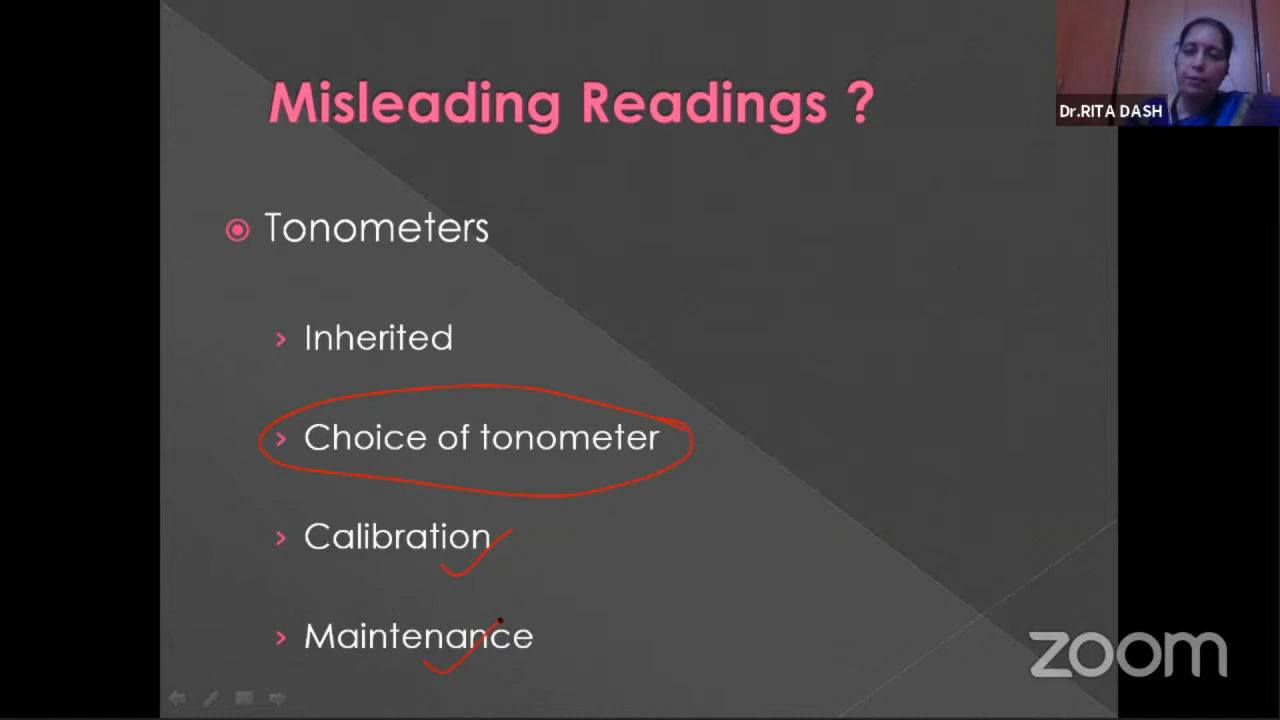 Misleading Readings ?
Dr.RITA DASH
Tonometers
Inherited
Choice of tonometer
Calibration
Maintenance
zoom